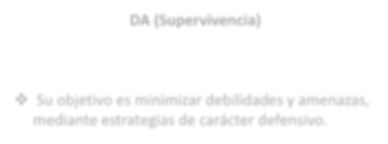 DA (Supervivencia)
❖ Su objetivo es minimizar debilidades y amenazas,
mediante estrategias de carácter defensivo.